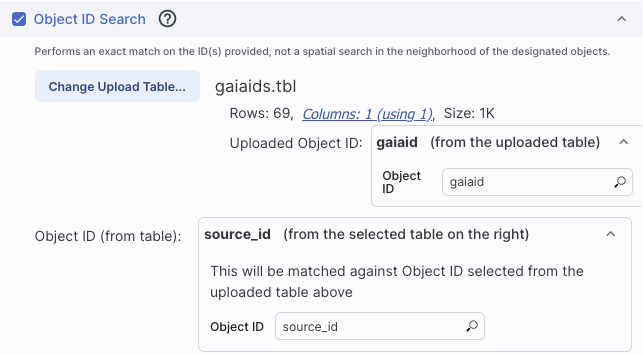 Object ID Search ?
Performs an exact match on the ID(s) provided, not a spatial search in the neighborhood of the designated objects.
Change Upload Table... gaiaids.tbl
Rows: 69, Columns: 1 (using 1), Size: 1K
Uploaded Object ID: gaiaid (from the uploaded table)
Object ID gaiaid
Object ID (from table): source_id (from the selected table on the right)
This will be matched against Object ID selected from the
uploaded table above
Object ID source_id